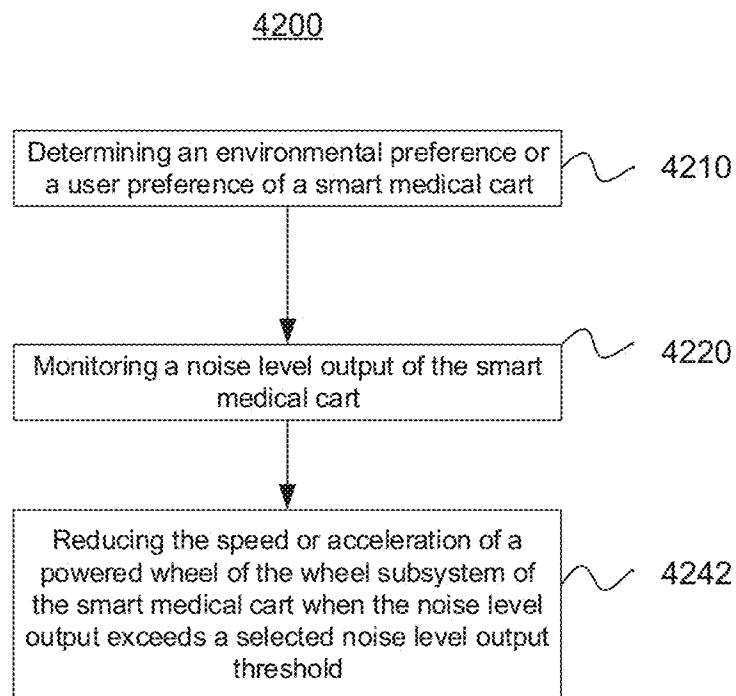 4200
Determining an environmental preference or
a user preference of a smart medical cart
4210
Monitoring a noise level output of the smart
medical cart
4220
Reducing the speed or acceleration of a
powered wheel of the wheel subsystem of
the smart medical cart when the noise level
output exceeds a selected noise level output
threshold
4242